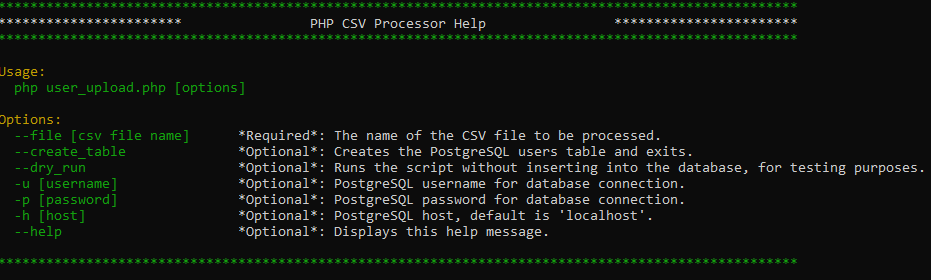 ****************************************************************************************************
***********************                PHP CSV Processor Help                ***********************
****************************************************************************************************
Usage:
  php user_upload.php [options]
Options:
  --file [csv file name]      *Required*: The name of the CSV file to be processed.
  --create_table              *Optional*: Creates the PostgreSQL users table and exits.
  --dry_run                   *Optional*: Runs the script without inserting into the database, for testing purposes.
  -u [username]               *Optional*: PostgreSQL username for database connection.
  -p [password]               *Optional*: PostgreSQL password for database connection.
  -h [host]                   *Optional*: PostgreSQL host, default is 'localhost'.
  --help                      *Optional*: Displays this help message.
****************************************************************************************************